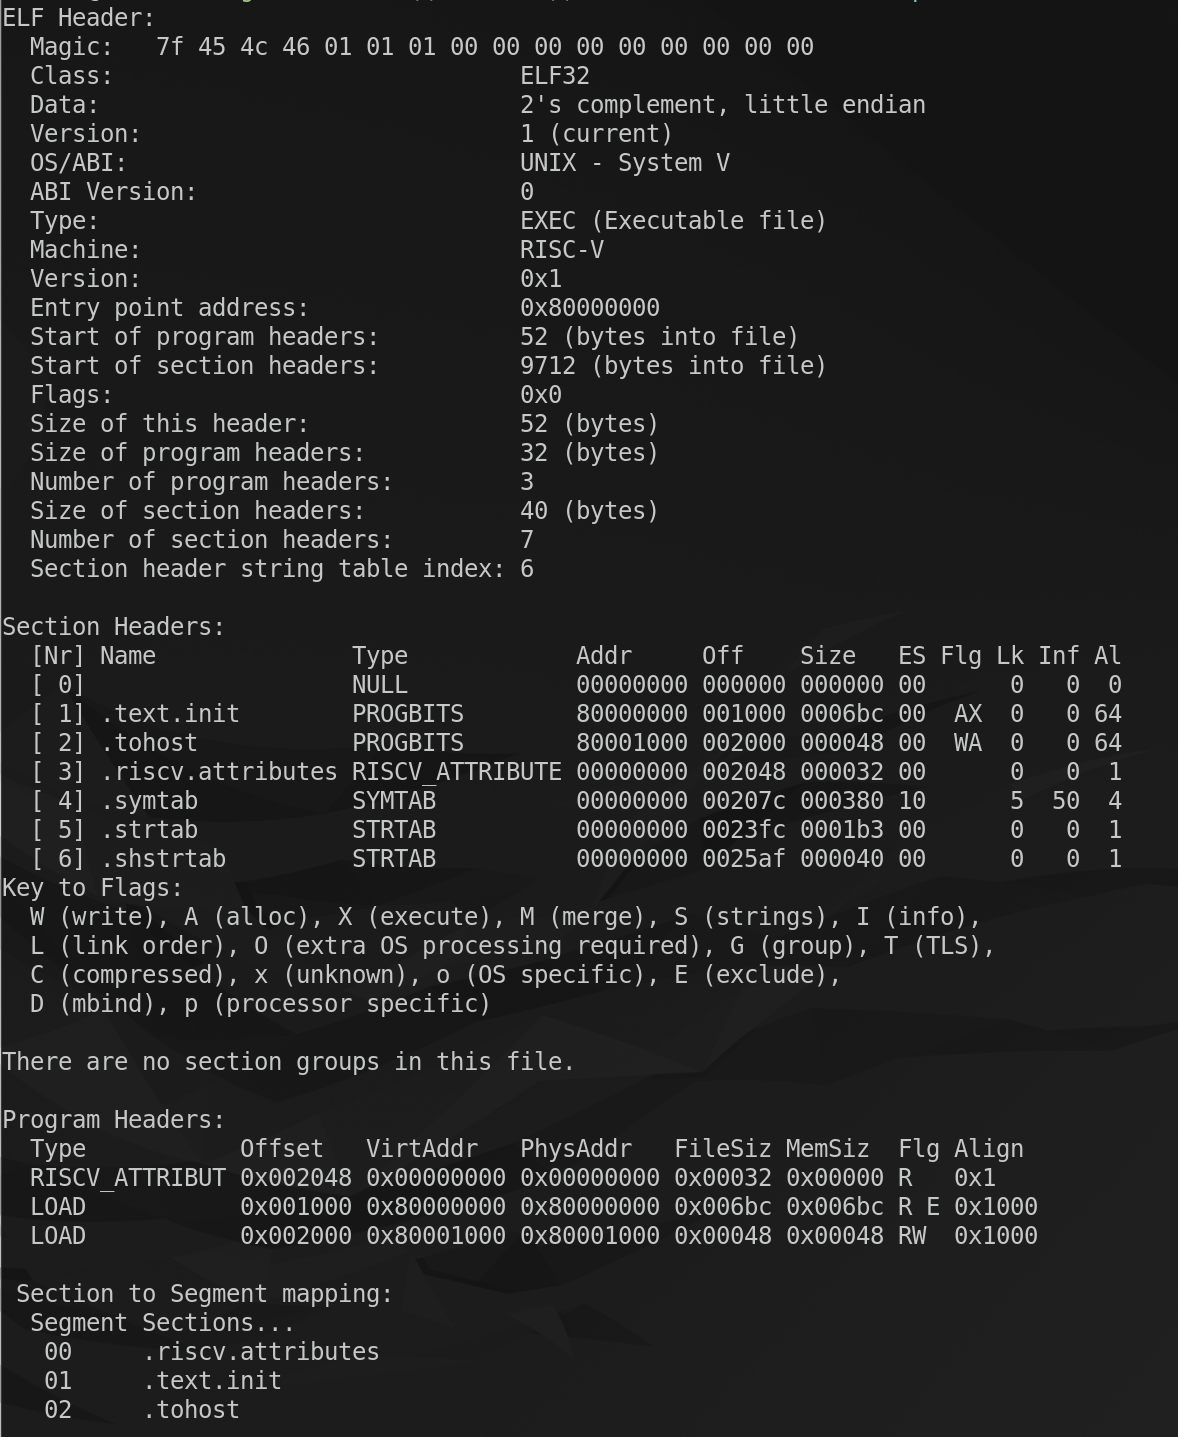 ELF Header:
  Magic:   7f 45 4c 46 01 01 01 00 00 00 00 00 00 00 00 00
  Class:                             ELF32
  Data:                              2's complement, little endian
  Version:                           1 (current)
  OS/ABI:                            UNIX - System V
  ABI Version:                       0
  Type:                              EXEC (Executable file)
  Machine:                           RISC-V
  Version:                           0x1
  Entry point address:               0x80000000
  Start of program headers:          52 (bytes into file)
  Start of section headers:          9712 (bytes into file)
  Flags:                             0x0
  Size of this header:               52 (bytes)
  Size of program headers:           32 (bytes)
  Number of program headers:         3
  Size of section headers:           40 (bytes)
  Number of section headers:         7
  Section header string table index: 6

Section Headers:
  [Nr] Name              Type            Addr     Off    Size   ES Flg Lk Inf Al
  [ 0]                   NULL            00000000 000000 000000 00      0   0  0
  [ 1] .text.init        PROGBITS        80000000 001000 0006bc 00  AX  0   0 64
  [ 2] .tohost           PROGBITS        80001000 002000 000048 00  WA  0   0 64
  [ 3] .riscv.attributes RISCV_ATTRIBUTE 00000000 002048 000032 00      0   0  1
  [ 4] .symtab           SYMTAB          00000000 00207c 000380 10      5  50  4
  [ 5] .strtab           STRTAB          00000000 0023fc 0001b3 00      0   0  1
  [ 6] .shstrtab         STRTAB          00000000 0025af 000040 00      0   0  1
Key to Flags:
  W (write), A (alloc), X (execute), M (merge), S (strings), I (info),
  L (link order), O (extra OS processing required), G (group), T (TLS),
  C (compressed), x (unknown), o (OS specific), E (exclude),
  D (mbind), p (processor specific)

There are no section groups in this file.

Program Headers:
  Type           Offset   VirtAddr   PhysAddr   FileSiz MemSiz  Flg Align
  RISCV_ATTRIBUT 0x002048 0x00000000 0x00000000 0x00032 0x00000 R   0x1
  LOAD           0x001000 0x80000000 0x80000000 0x006bc 0x006bc R E 0x1000
  LOAD           0x002000 0x80001000 0x80001000 0x00048 0x00048 RW  0x1000

 Section to Segment mapping:
  Segment Sections...
   00     .riscv.attributes
   01     .text.init
   02     .tohost